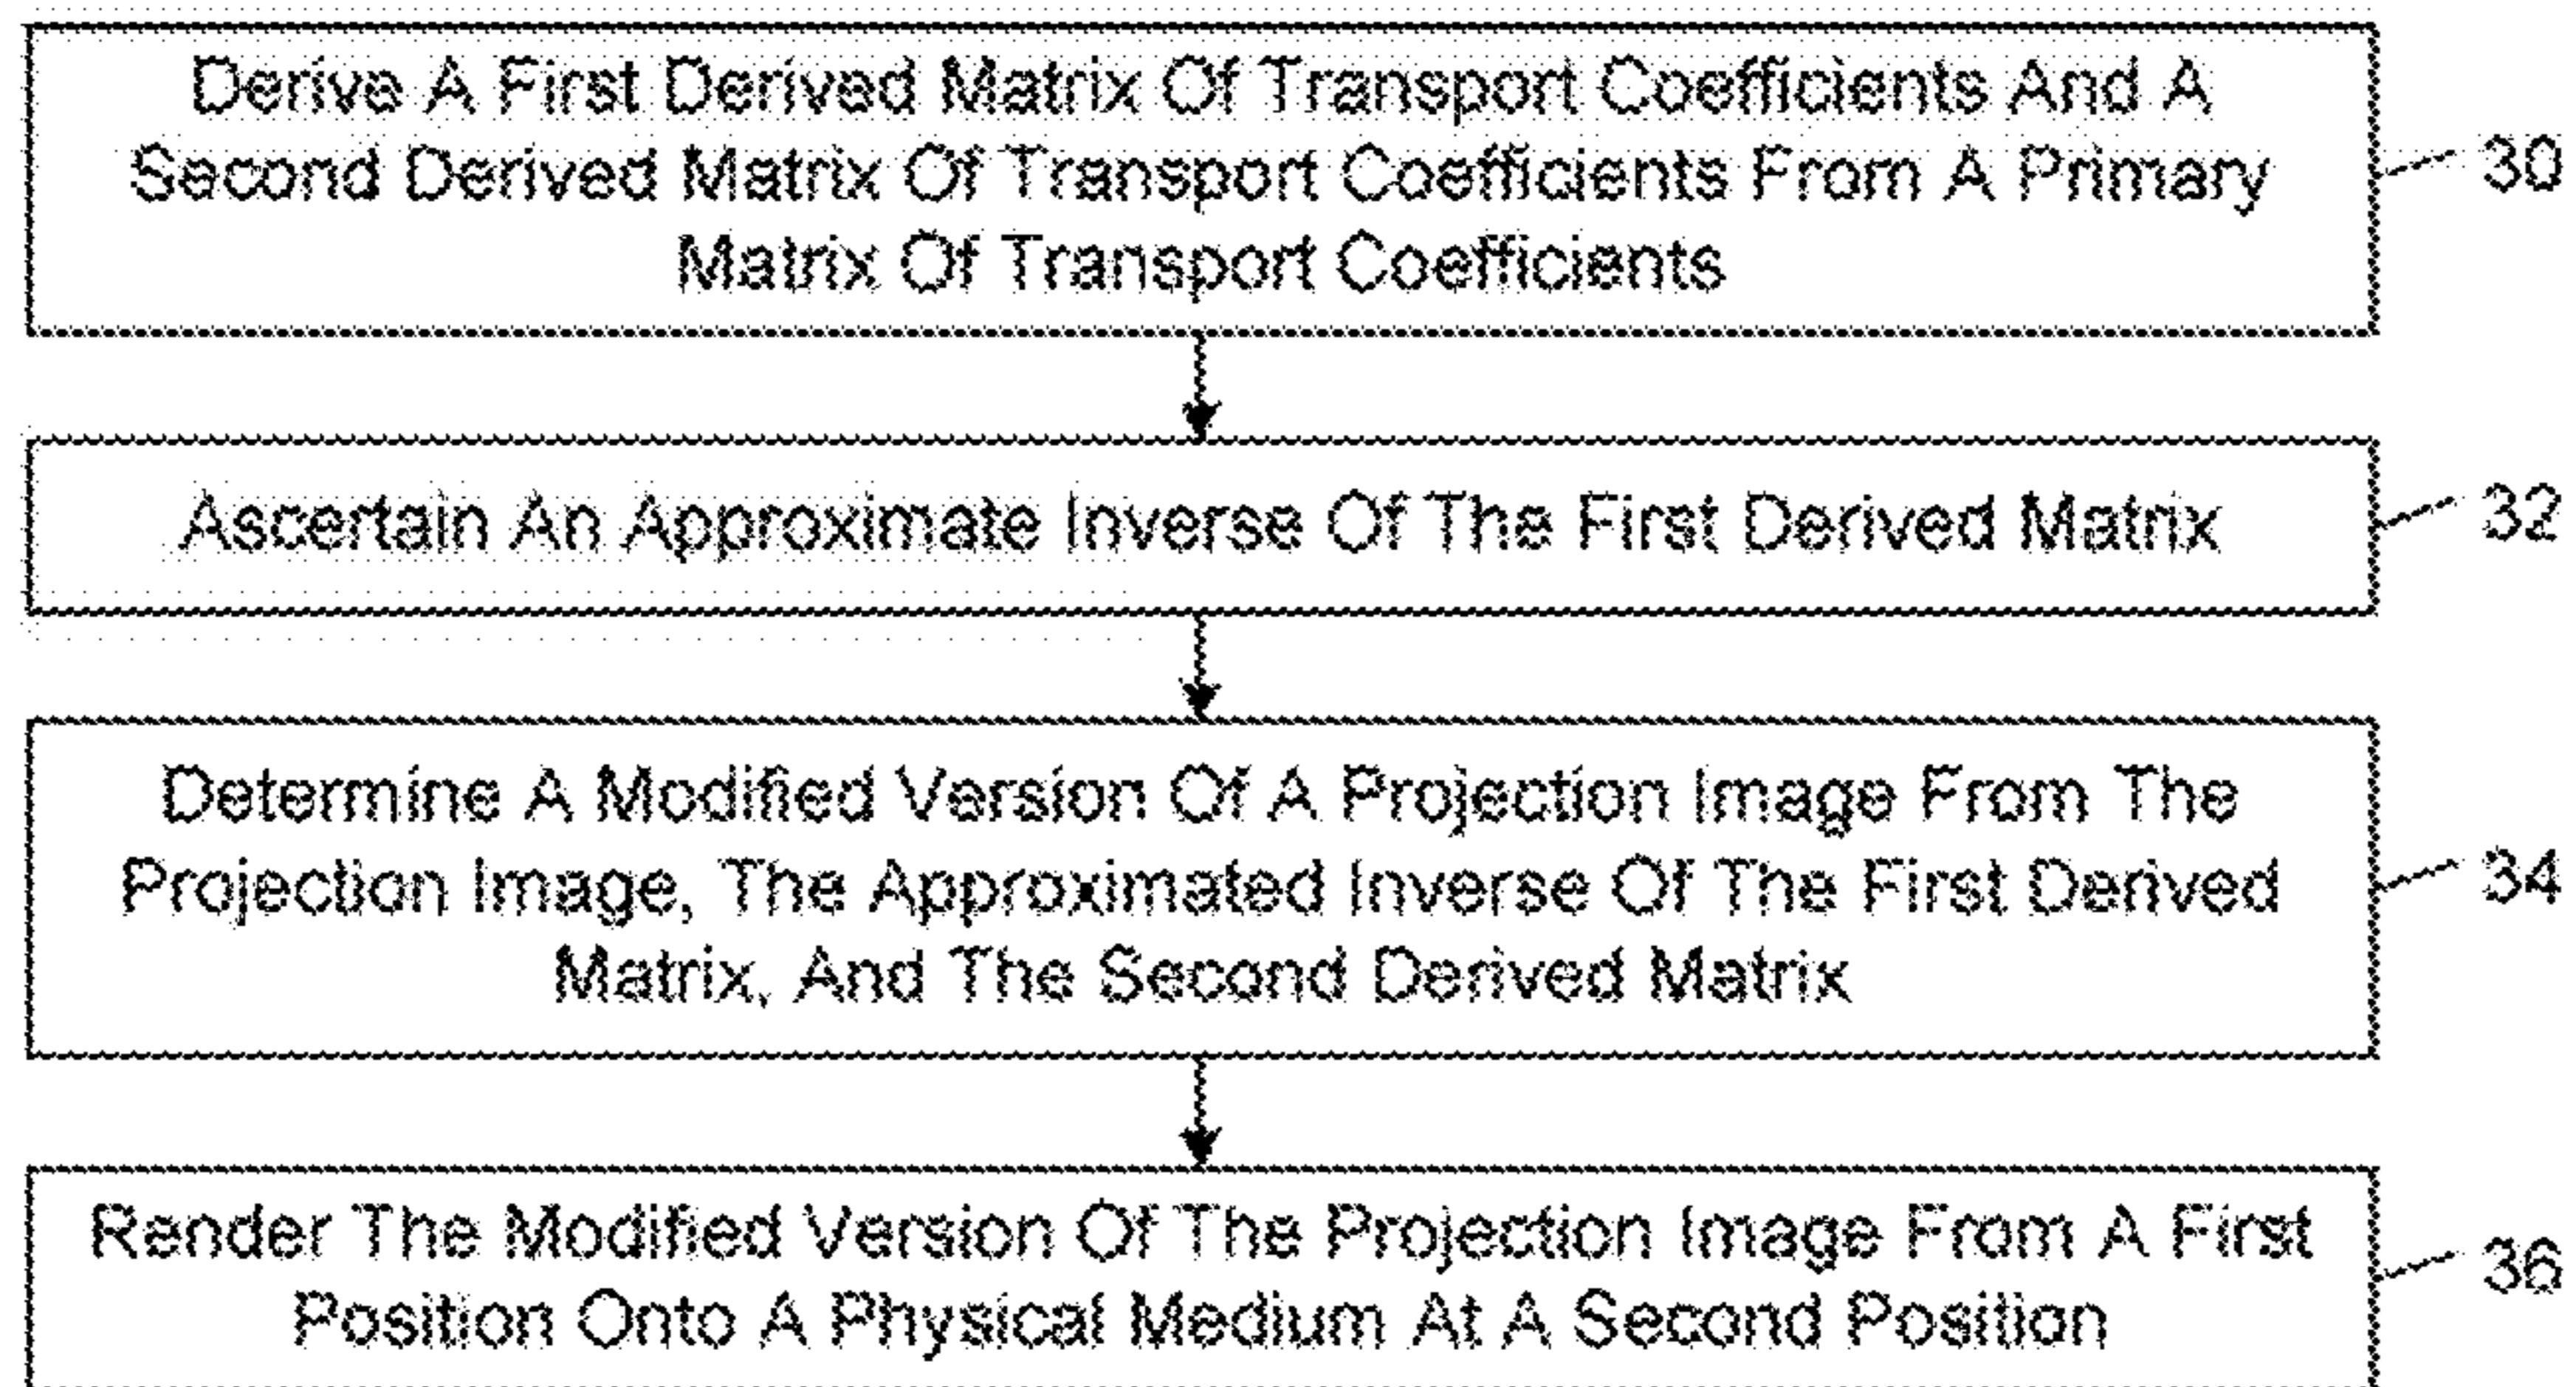 Derive A First Derived Matrix Of Transport Coefficients And A
Second Derived Matrix Of Transport Coefficients From A Primary
Matrix Of Transport Coefficients
30
Ascertain An Approximate Inverse Of The First Derived Matrix
32
Determine A Modified Version Of A Projection Image From The
Projection Image, The Approximated Inverse Of The First Derived
Matrix, And The Second Derived Matrix
34
Render The Modified Version Of The Projection Image From A First
Position Onto A Physical Medium At A Second Position
36